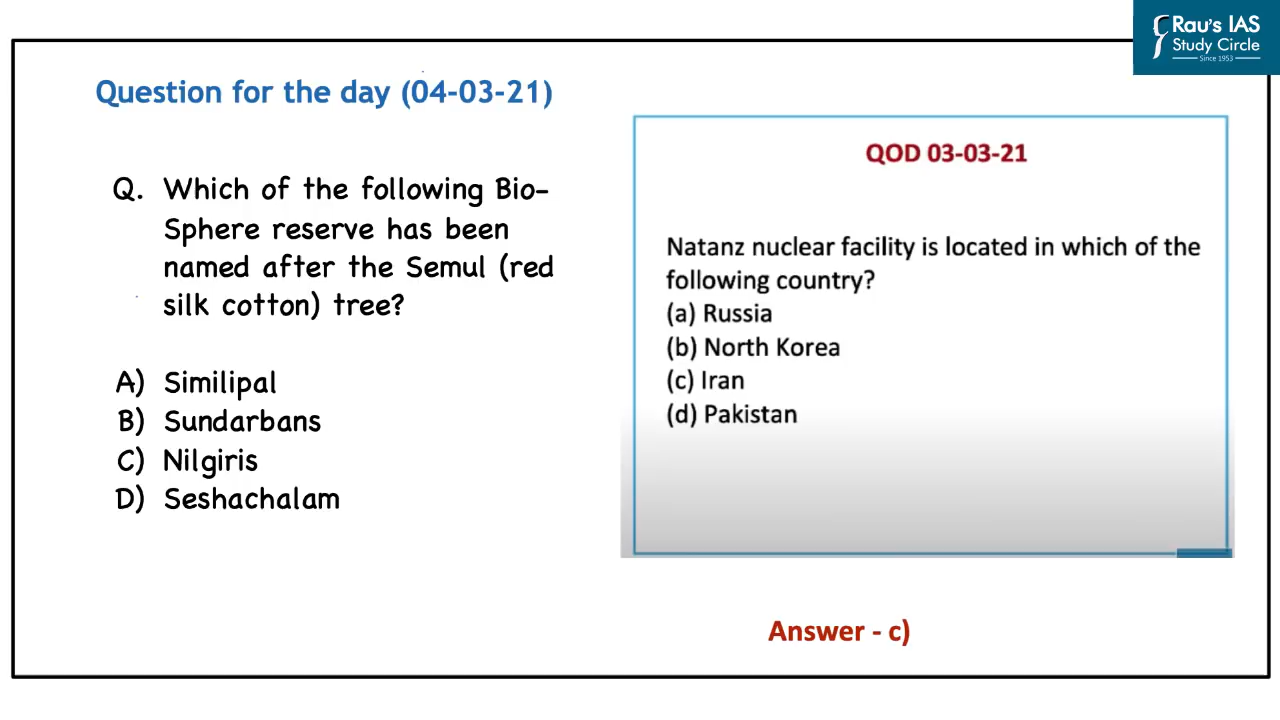 Rau's IAS
Study Circle
Since 1953
Question for the day (04-03-21)
Q. Which of the following Bio-
Sphere reserve has been
named after the Semul (red
silk cotton) tree?
A) Similipal
B) Sundarbans
C) Nilgiris
D) Seshachalam
QOD 03-03-21
Natanz nuclear facility is located in which of the
following country?
(a) Russia
(b) North Korea
(c) Iran
(d) Pakistan
Answer - c)